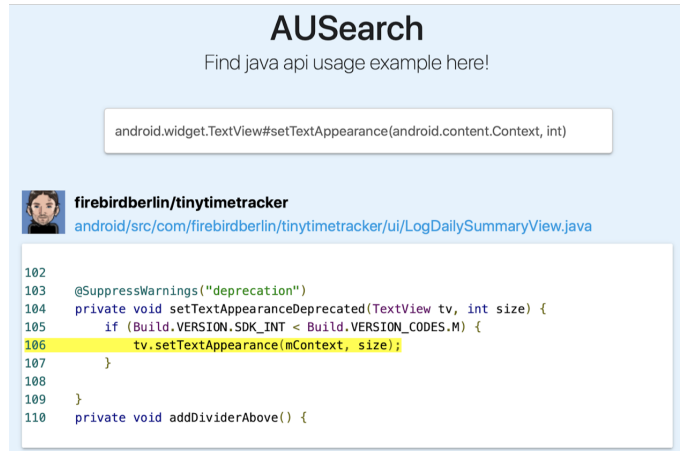 AUSearch
Find java api usage example here!
android.widget.TextView#setTextAppearance(android.content.Context, int)
firebirdberlin/tinytimetracker
android/src/com/firebirdberlin/tinytimetracker/ui/LogDailySummaryView.java
102
103 @SuppressWarnings("deprecation")
104 private void setTextAppearanceDeprecated(TextView tv, int size) {
105 if (Build.VERSION.SDK_INT < Build.VERSION_CODES.M) {
106 tv.setTextAppearance(mContext, size);
107 }
108
109 }
110 private void addDividerAbove() {